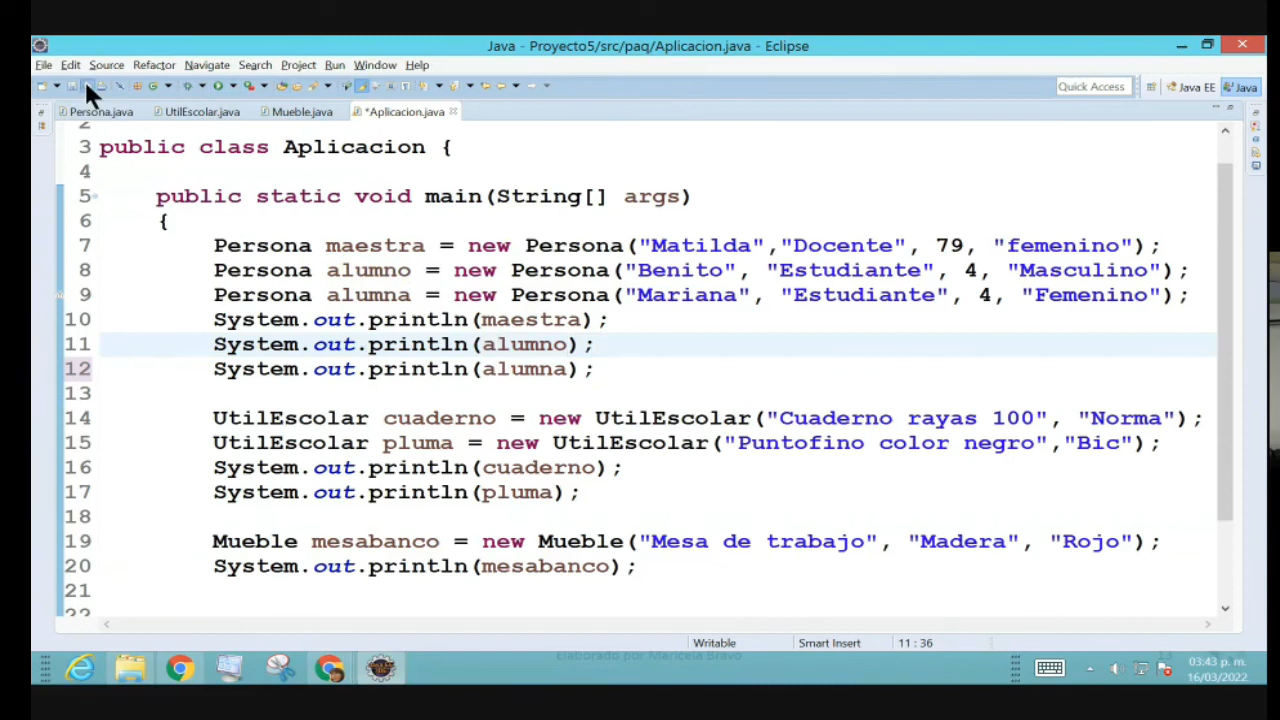 Java - Proyecto5/src/paq/Aplicacion.java - Eclipse
File Edit Source Refactor Navigate Search Project Run Window Help
Quick Access Java EE Java
Persona.java UtilEscolar.java Mueble.java *Aplicacion.java
2
3 public class Aplicacion {
4
5 public static void main(String[] args)
6 {
7 Persona maestra = new Persona("Matilda","Docente", 79, "femenino");
8 Persona alumno = new Persona("Benito", "Estudiante", 4, "Masculino");
9 Persona alumna = new Persona("Mariana", "Estudiante", 4, "Femenino");
10 System.out.println(maestra);
11 System.out.println(alumno);
12 System.out.println(alumna);
13
14 UtilEscolar cuaderno = new UtilEscolar("Cuaderno rayas 100", "Norma");
15 UtilEscolar pluma = new UtilEscolar("Puntofino color negro","Bic");
16 System.out.println(cuaderno);
17 System.out.println(pluma);
18
19 Mueble mesabanco = new Mueble("Mesa de trabajo", "Madera", "Rojo");
20 System.out.println(mesabanco);
21
22
Writable Smart Insert 11 : 36
Elaborado por Maricela Bravo 13
03:43 p. m.
16/03/2022